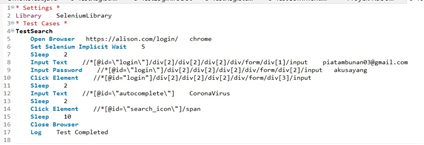 1 * Settings *
2 Library SeleniumLibrary
3 * Test Cases *
4 TestSearch
5 Open Browser https://alison.com/login/ chrome
6 Set Selenium Implicit Wait 5
7 Sleep 2
8 Input Text //*[@id=\"login\"]/div[2]/div[2]/div[2]/div/form/div[1]/input piatambunan03@gmail.com
9 Input Password //*[@id=\"login\"]/div[2]/div[2]/div[2]/div/form/div[2]/input akusayang
10 Click Element //*[@id=\"login\"]/div[2]/div[2]/div[2]/div/form/div[3]/input
11 Sleep 2
12 Input Text //*[@id=\"autocomplete\"] CoronaVirus
13 Sleep 2
14 Click Element //*[@id=\"search_icon\"]/span
15 Sleep 10
16 Close Browser
17 Log Test Completed
18